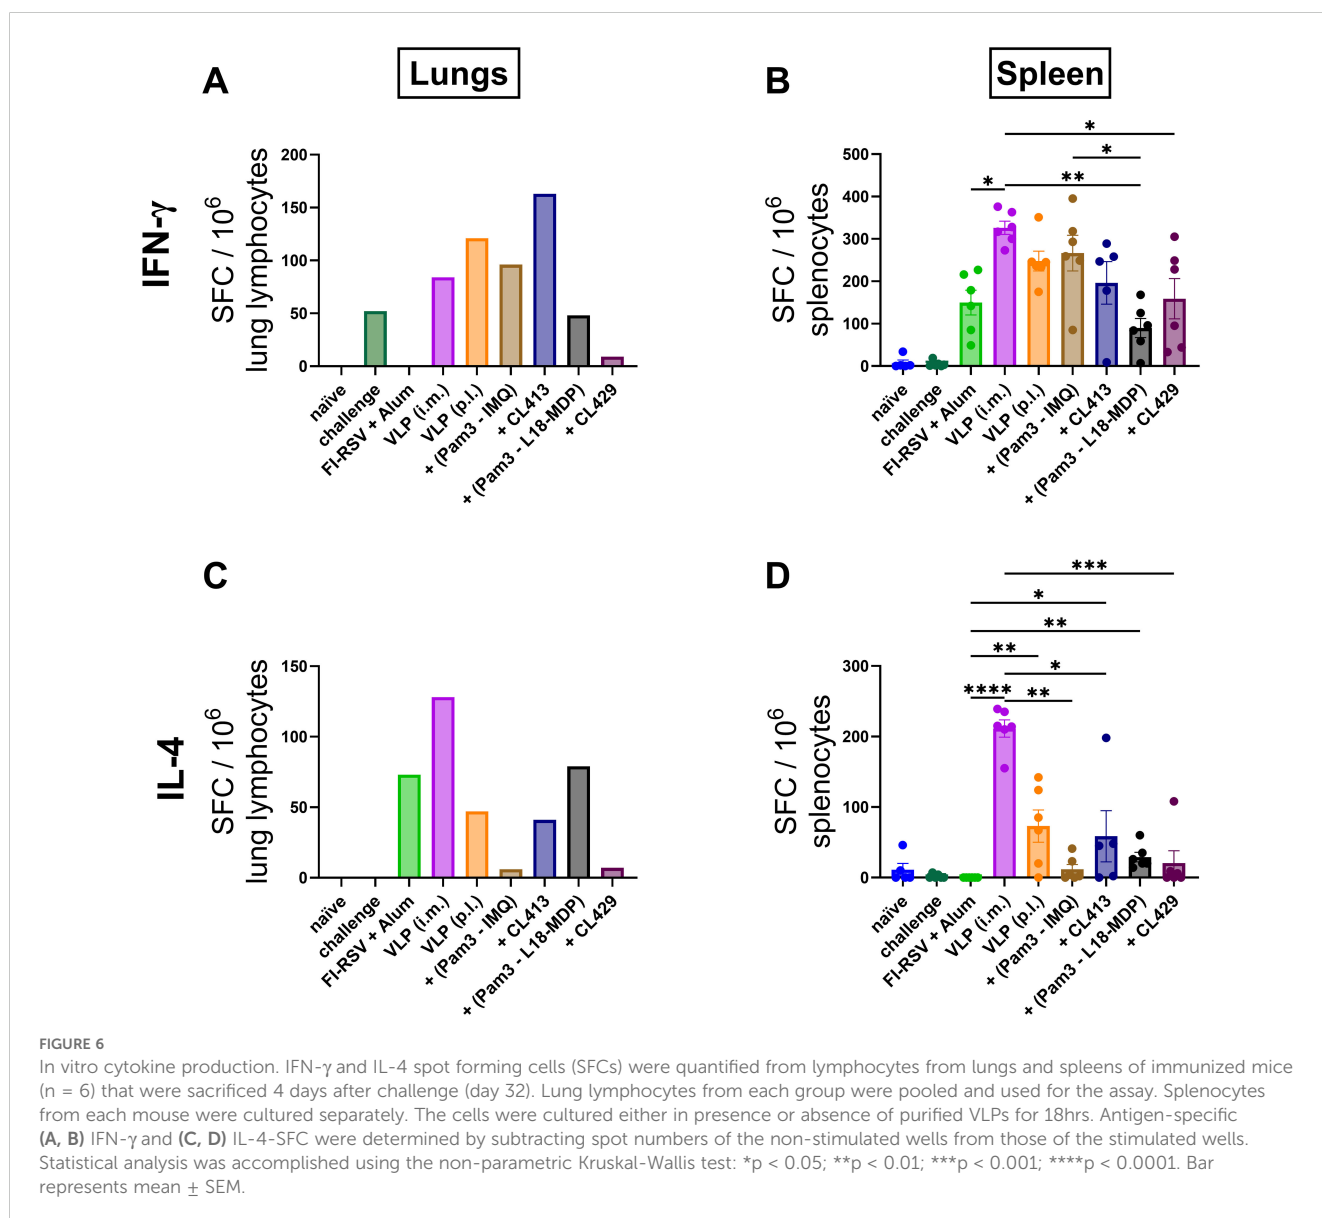 A
Lungs
B
Spleen
IFN-γ
SFC / 10⁶
lung lymphocytes
200
150
100
50
0
naïve
challenge
FI-RSV + Alum
VLP (i.m.)
VLP (p.l.)
+ (Pam3 - IMQ)
+ CL413
+ (Pam3 - L18-MDP)
+ CL429
SFC / 10⁶
splenocytes
500
400
300
200
100
0
*
*
**
*
naïve
challenge
FI-RSV + Alum
VLP (i.m.)
VLP (p.l.)
+ (Pam3 - IMQ)
+ CL413
+ (Pam3 - L18-MDP)
+ CL429
C
D
IL-4
SFC / 10⁶
lung lymphocytes
150
100
50
0
naïve
challenge
FI-RSV + Alum
VLP (i.m.)
VLP (p.l.)
+ (Pam3 - IMQ)
+ CL413
+ (Pam3 - L18-MDP)
+ CL429
SFC / 10⁶
splenocytes
300
200
100
0
***
*
**
**
*
****
**
naïve
challenge
FI-RSV + Alum
VLP (i.m.)
VLP (p.l.)
+ (Pam3 - IMQ)
+ CL413
+ (Pam3 - L18-MDP)
+ CL429
FIGURE 6
In vitro cytokine production. IFN-γ and IL-4 spot forming cells (SFCs) were quantified from lymphocytes from lungs and spleens of immunized mice
(n = 6) that were sacrificed 4 days after challenge (day 32). Lung lymphocytes from each group were pooled and used for the assay. Splenocytes
from each mouse were cultured separately. The cells were cultured either in presence or absence of purified VLPs for 18hrs. Antigen-specific
(A, B) IFN-γ and (C, D) IL-4-SFC were determined by subtracting spot numbers of the non-stimulated wells from those of the stimulated wells.
Statistical analysis was accomplished using the non-parametric Kruskal-Wallis test: *p < 0.05; **p < 0.01; ***p < 0.001; ****p < 0.0001. Bar
represents mean ± SEM.